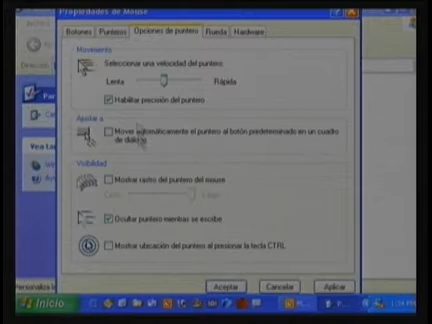 Propiedades de Mouse
Botones Punteros Opciones de puntero Rueda Hardware
Movimiento
Seleccionar una velocidad del puntero:
Lenta Rápida
Habilitar precisión del puntero
Ajustar a
Mover automáticamente el puntero al botón predeterminado en un cuadro
de diálogo
Visibilidad
Mostrar rastro del puntero del mouse
Ocultar puntero mientras se escribe
Mostrar ubicación del puntero al presionar la tecla CTRL
Aceptar Cancelar Aplicar
Inicio